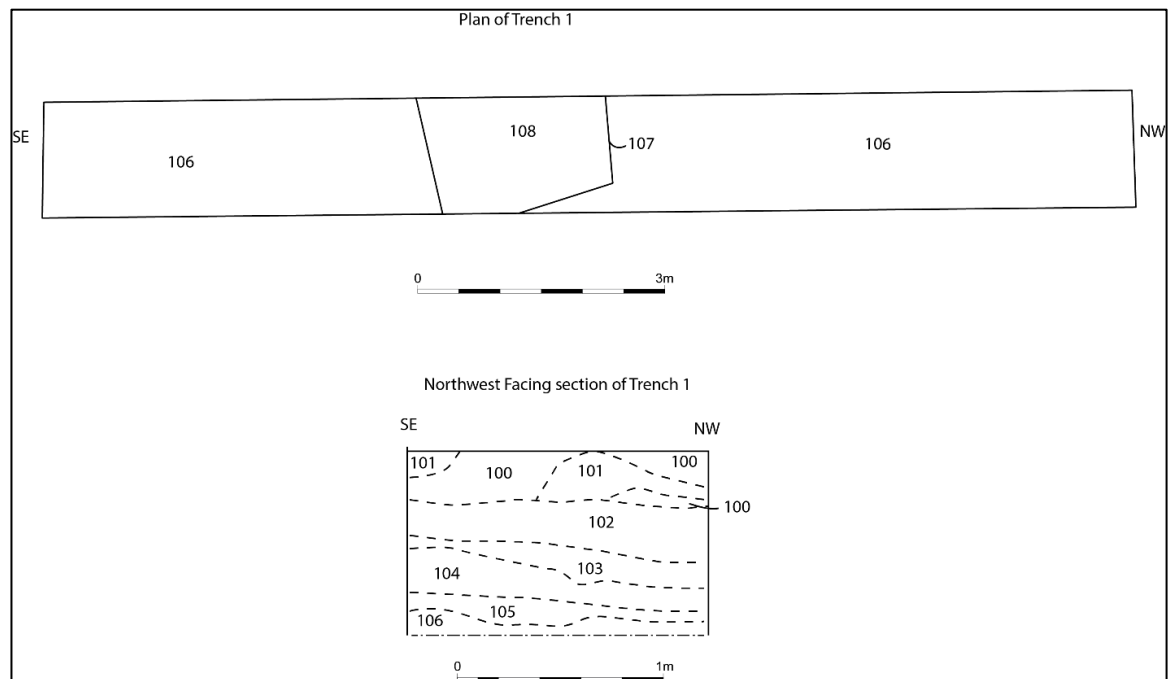 Plan of Trench 1
SE
NW
106
108
107
106
0
3m
Northwest Facing section of Trench 1
SE
NW
101
100
101
100
100
102
104
103
106
105
0
1m